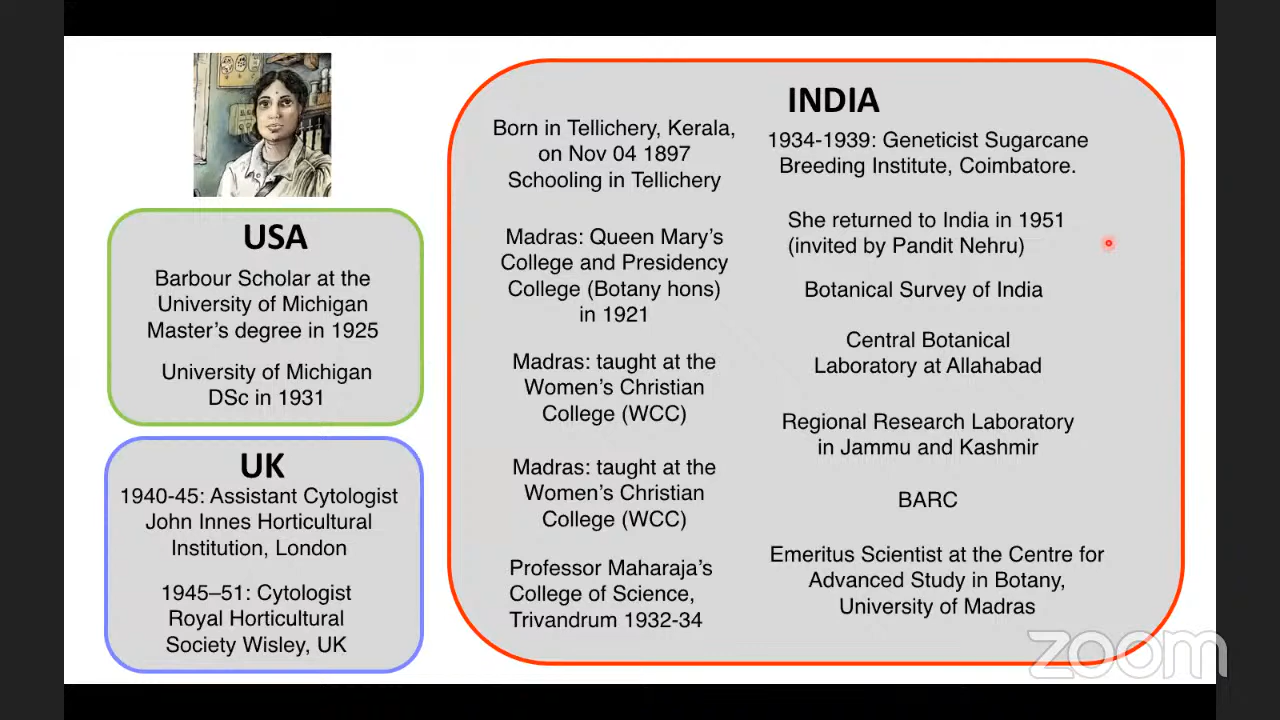 USA
Barbour Scholar at the
University of Michigan
Master's degree in 1925
University of Michigan
DSc in 1931
UK
1940-45: Assistant Cytologist
John Innes Horticultural
Institution, London
1945–51: Cytologist
Royal Horticultural
Society Wisley, UK
INDIA
Born in Tellichery, Kerala,
on Nov 04 1897
Schooling in Tellichery
Madras: Queen Mary's
College and Presidency
College (Botany hons)
in 1921
Madras: taught at the
Women's Christian
College (WCC)
Madras: taught at the
Women's Christian
College (WCC)
Professor Maharaja's
College of Science,
Trivandrum 1932-34
1934-1939: Geneticist Sugarcane
Breeding Institute, Coimbatore.
She returned to India in 1951
(invited by Pandit Nehru)
Botanical Survey of India
Central Botanical
Laboratory at Allahabad
Regional Research Laboratory
in Jammu and Kashmir
BARC
Emeritus Scientist at the Centre for
Advanced Study in Botany,
University of Madras
zoom